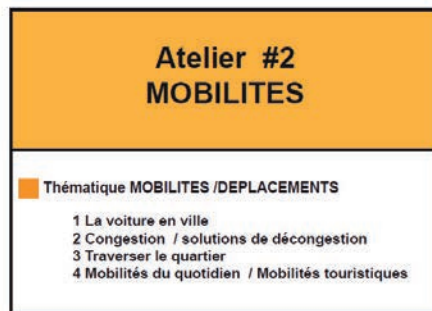 Atelier #2
MOBILITES
Thématique MOBILITES /DEPLACEMENTS
1 La voiture en ville
2 Congestion / solutions de décongestion
3 Traverser le quartier
4 Mobilités du quotidien / Mobilités touristiques